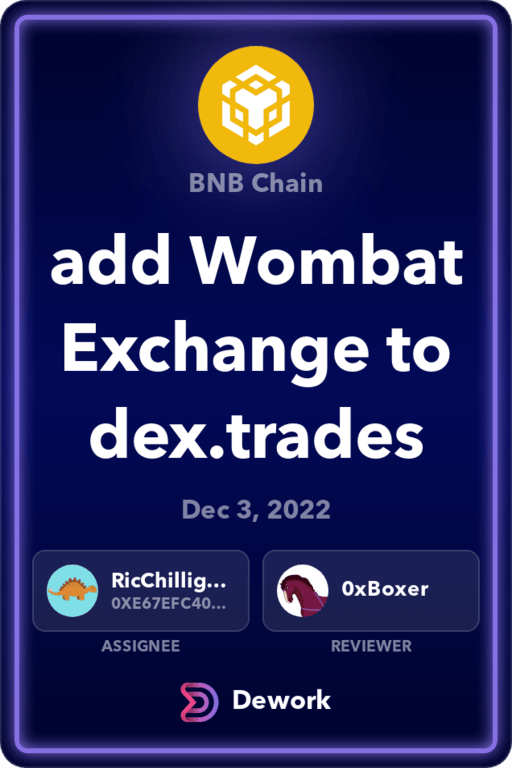 BNB Chain
add Wombat
Exchange to
dex.trades
Dec 3, 2022
RicChillig...
0XE67EFC40...
0xBoxer
ASSIGNEE
REVIEWER
Dework